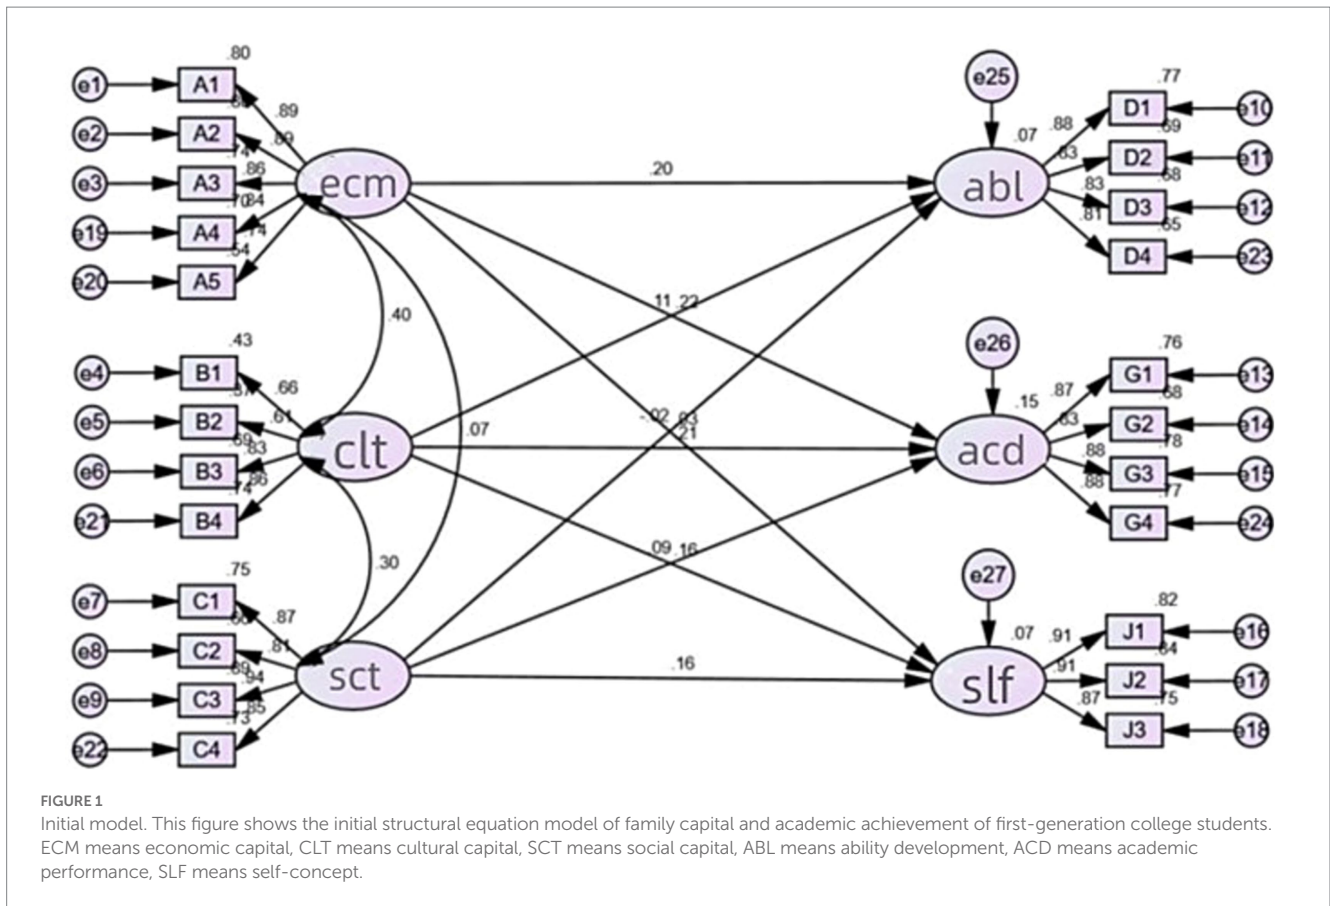 .80
e1 A1
.89
e2 A2
.89
.74
e3 A3 .86 ecm .20 abl
.70 .84
e19 A4
.74
.54
e20 A5
e25
.77
.07 .88 D1 e10
.69
D2 e11
.83 .68
D3 e12
.81 .65
D4 e23
.40
11 .22
.43
e4 B1
.66
e5 B2
.61
.69 .83
e6 B3 clt
.74 .86
e21 B4
.07
-.02
.21
e26
.76
.15 .87 G1 e13
.68
G2 e14
acd .88 .78
G3 e15
.88 .77
G4 e24
.30
09 .16
.75
e7 C1
.87
e8 C2
.81
.89 .94
e9 C3 sct .16 slf
.85
.73
e22 C4
e27
.82
.07 .91 J1 e16
.91 J2 e17
.87 .75
J3 e18
FIGURE 1
Initial model. This figure shows the initial structural equation model of family capital and academic achievement of first-generation college students.
ECM means economic capital, CLT means cultural capital, SCT means social capital, ABL means ability development, ACD means academic
performance, SLF means self-concept.